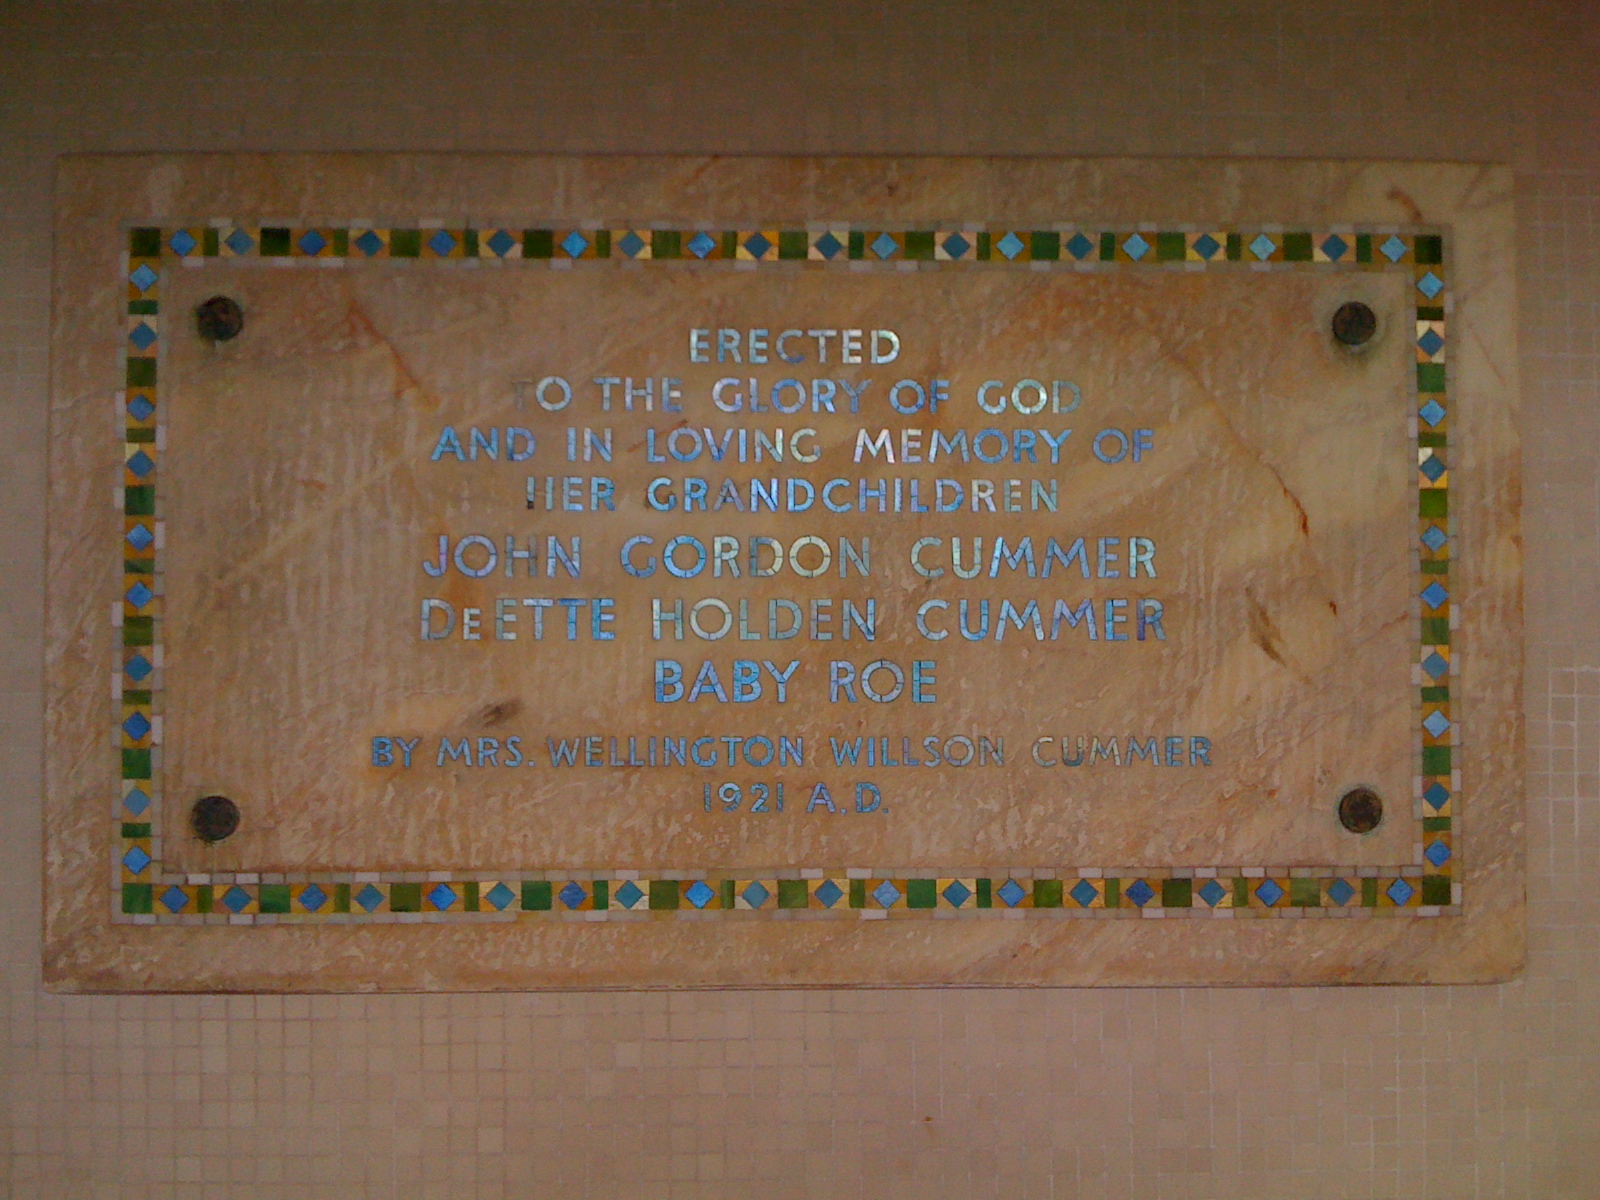 ERECTED
TO THE GLORY OF GOD
AND IN LOVING MEMORY OF
HER GRANDCHILDREN
JOHN GORDON CUMMER
DeETTE HOLDEN CUMMER
BABY ROE
BY MRS. WELLINGTON WILLSON CUMMER
1921 A.D.